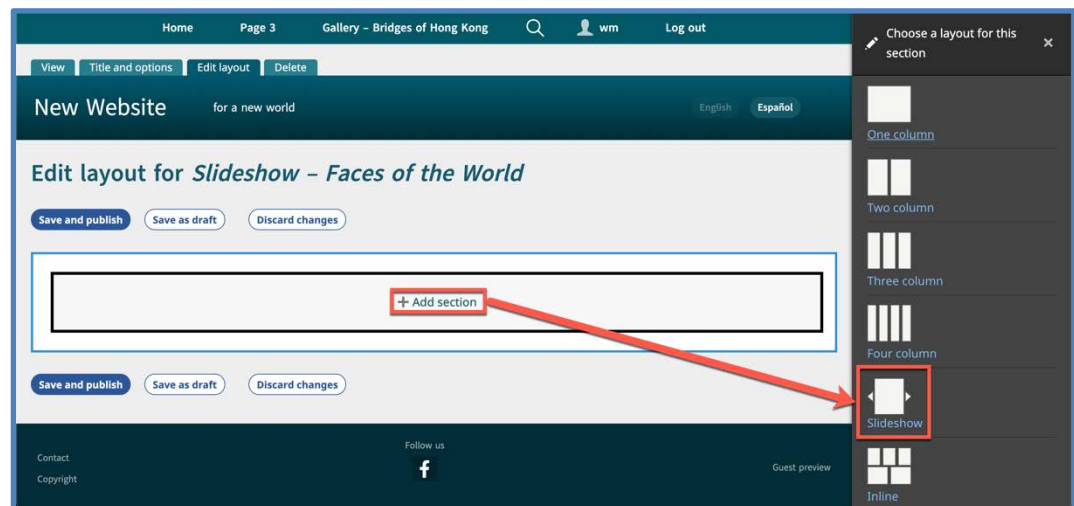 Home Page 3 Gallery – Bridges of Hong Kong wm Log out
View Title and options Edit layout Delete
New Website for a new world English Español
Edit layout for Slideshow – Faces of the World
Save and publish Save as draft Discard changes
+ Add section
Save and publish Save as draft Discard changes
Contact
Copyright
Follow us
f
Guest preview
Choose a layout for this
section
×
One column
Two column
Three column
Four column
Slideshow
Inline